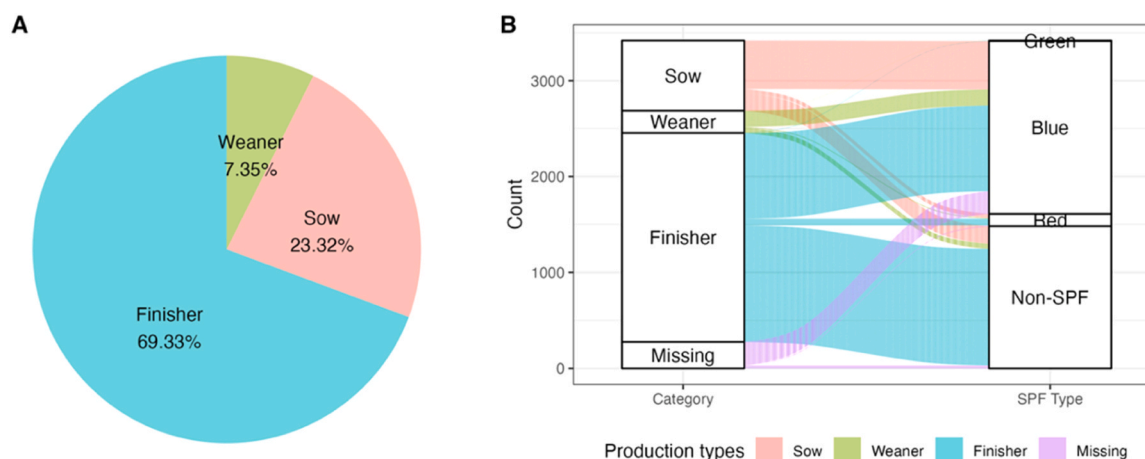 A
Weaner
7.35%
Sow
23.32%
Finisher
69.33%
B
Count
3000
2000
1000
0
Sow
Weaner
Finisher
Missing
Green
Blue
Red
Non-SPF
Category
SPF Type
Production types Sow Weaner Finisher Missing